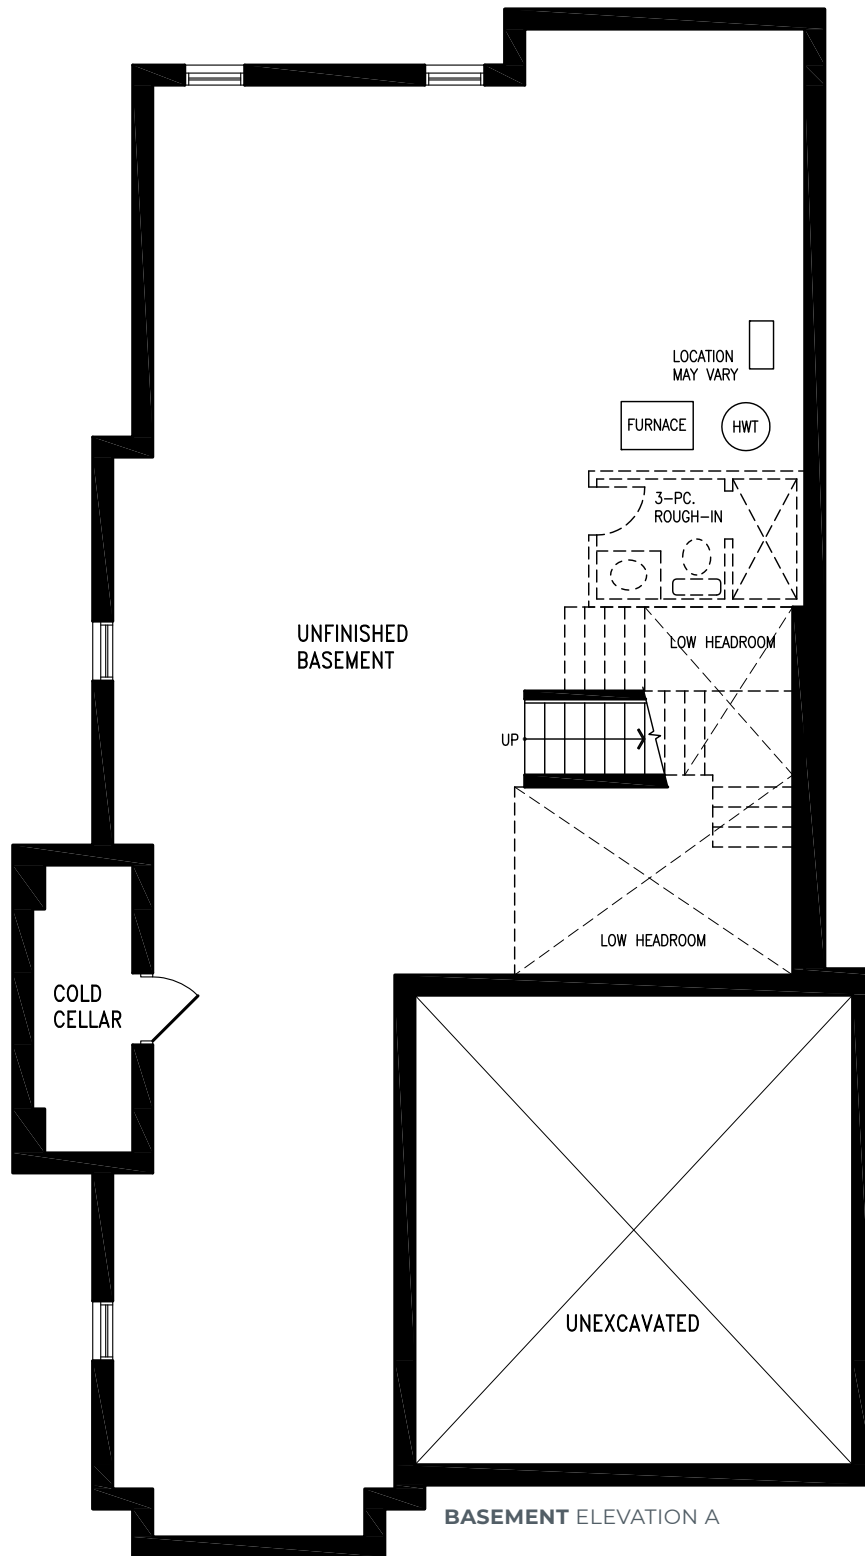 LOCATION
MAY VARY
FURNACE
HWT
3-PC.
ROUGH-IN
UNFINISHED
BASEMENT
LOW HEADROOM
UP
LOW HEADROOM
COLD
CELLAR
UNEXCAVATED
BASEMENT ELEVATION A